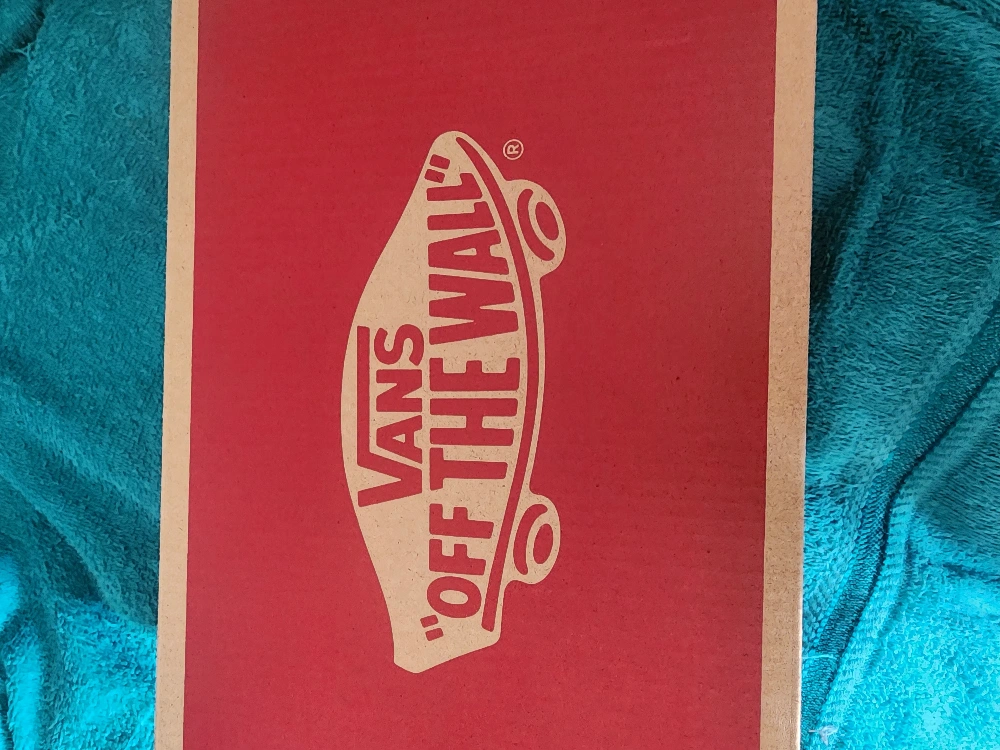 VANS
"OFF THE WALL"
®